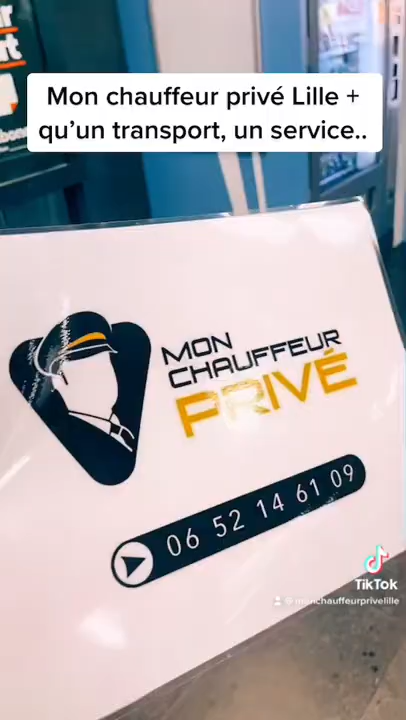 Mon chauffeur privé Lille +
qu'un transport, un service..
MON
CHAUFFEUR
PRIVÉ
06 52 14 61 09
TikTok
@monchauffeurprivelille